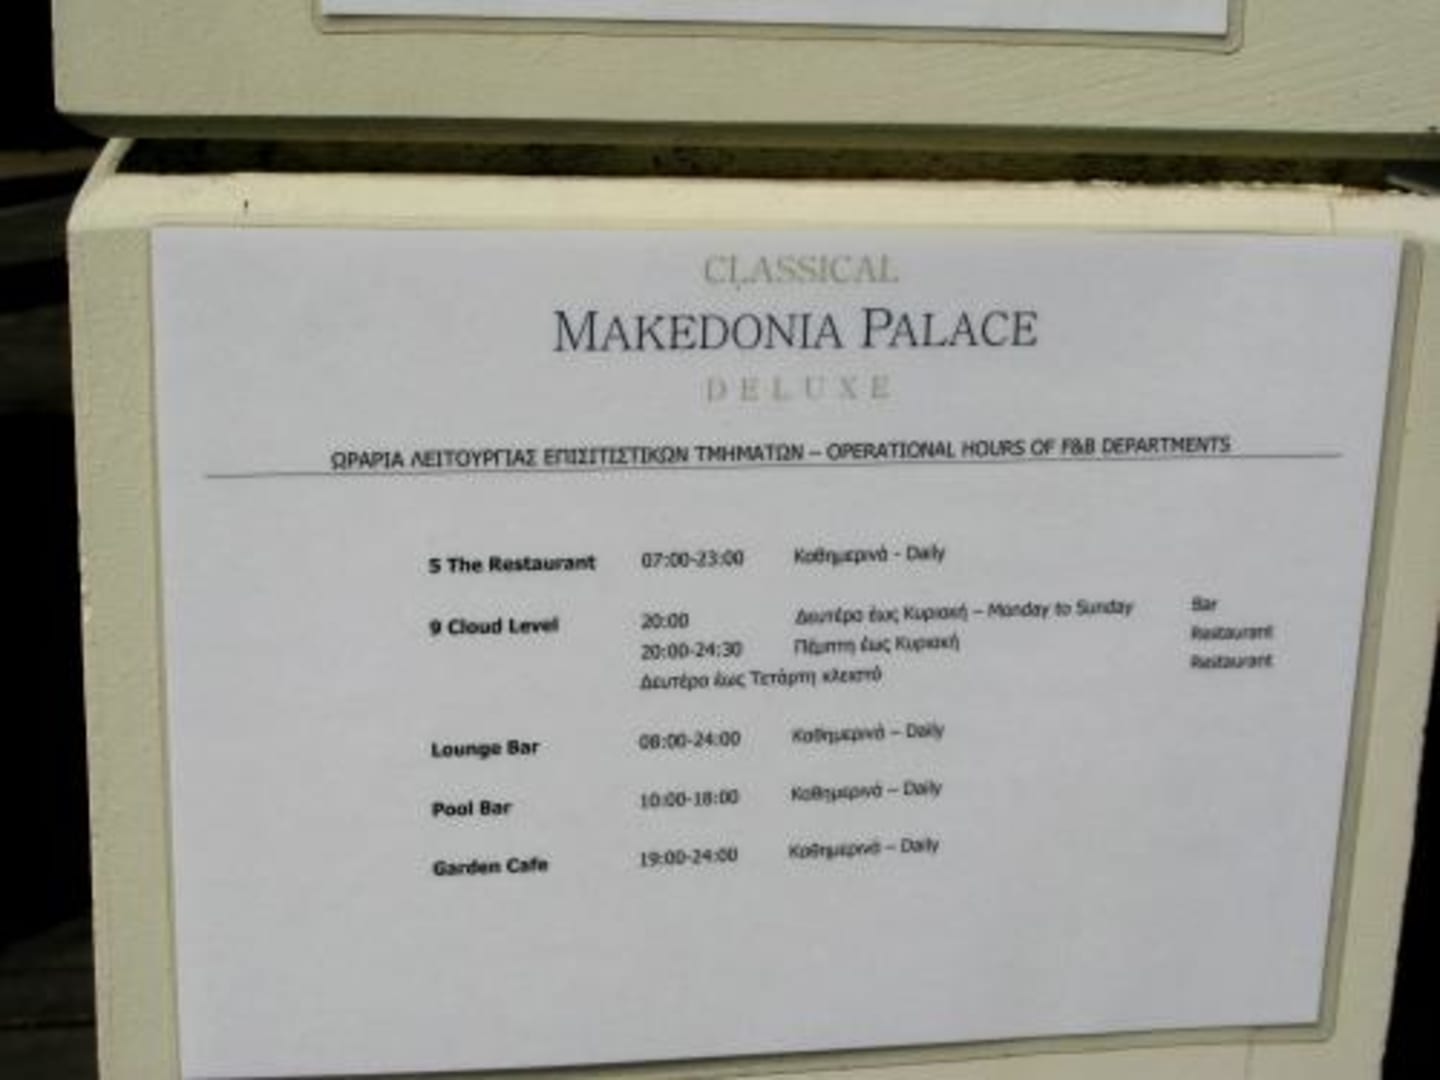 CLASSICAL
MAKEDONIA PALACE
DELUXE
ΩΡΑΡΙΑ ΛΕΙΤΟΥΡΓΙΑΣ ΕΠΙΣΙΤΙΣΤΙΚΩΝ ΤΜΗΜΑΤΩΝ – OPERATIONAL HOURS OF F&B DEPARTMENTS
5 The Restaurant 07:00-23:00 Καθημερινά - Daily
9 Cloud Level 20:00 Δευτέρα έως Κυριακή – Monday to Sunday Bar
20:00-24:30 Πέμπτη έως Κυριακή Restaurant
Δευτέρα έως Τετάρτη κλειστό Restaurant
Lounge Bar 08:00-24:00 Καθημερινά – Daily
Pool Bar 10:00-18:00 Καθημερινά – Daily
Garden Cafe 19:00-24:00 Καθημερινά – Daily